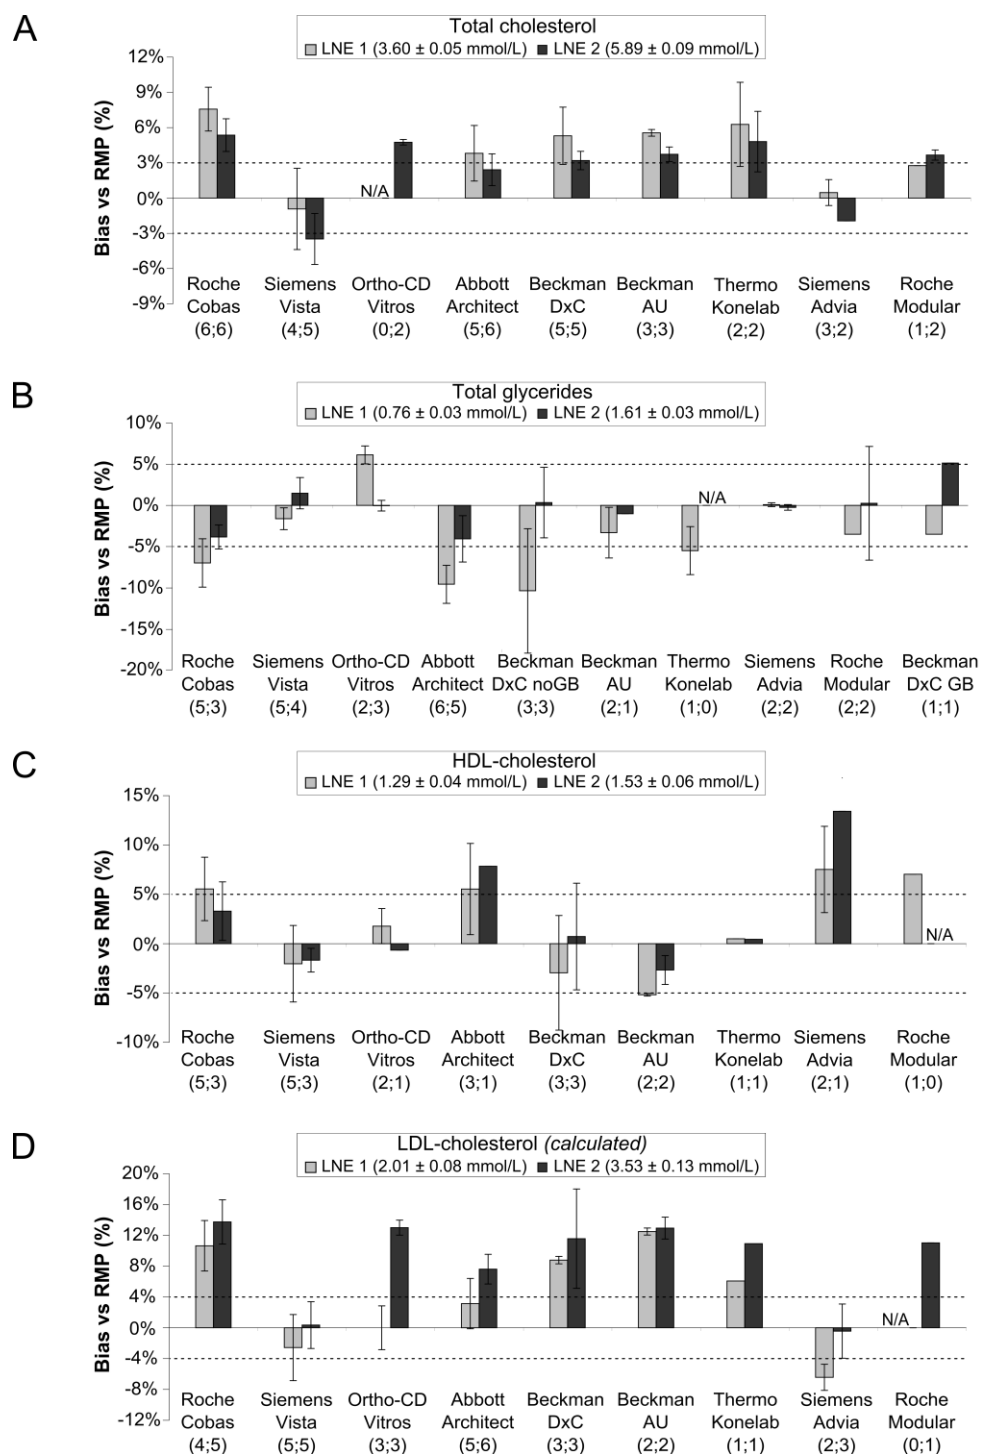 A
Total cholesterol
LNE 1 (3.60 ± 0.05 mmol/L) LNE 2 (5.89 ± 0.09 mmol/L)
Bias vs RMP (%)
12%
9%
6%
3%
0%
-3%
-6%
-9%
N/A
Roche Siemens Ortho-CD Abbott Beckman Beckman Thermo Siemens Roche
Cobas Vista Vitros Architect DxC AU Konelab Advia Modular
(6;6) (4;5) (0;2) (5;6) (5;5) (3;3) (2;2) (3;2) (1;2)
B
Total glycerides
LNE 1 (0.76 ± 0.03 mmol/L) LNE 2 (1.61 ± 0.03 mmol/L)
Bias vs RMP (%)
10%
5%
0%
-5%
-10%
-15%
-20%
N/A
Roche Siemens Ortho-CD Abbott Beckman Beckman Thermo Siemens Roche Beckman
Cobas Vista Vitros Architect DxC noGB AU Konelab Advia Modular DxC GB
(5;3) (5;4) (2;3) (6;5) (3;3) (2;1) (1;0) (2;2) (2;2) (1;1)
C
HDL-cholesterol
LNE 1 (1.29 ± 0.04 mmol/L) LNE 2 (1.53 ± 0.06 mmol/L)
Bias vs RMP (%)
15%
10%
5%
0%
-5%
-10%
N/A
Roche Siemens Ortho-CD Abbott Beckman Beckman Thermo Siemens Roche
Cobas Vista Vitros Architect DxC AU Konelab Advia Modular
(5;3) (5;3) (2;1) (3;1) (3;3) (2;2) (1;1) (2;1) (1;0)
D
LDL-cholesterol (calculated)
LNE 1 (2.01 ± 0.08 mmol/L) LNE 2 (3.53 ± 0.13 mmol/L)
Bias vs RMP (%)
20%
16%
12%
8%
4%
0%
-4%
-8%
-12%
N/A
Roche Siemens Ortho-CD Abbott Beckman Beckman Thermo Siemens Roche
Cobas Vista Vitros Architect DxC AU Konelab Advia Modular
(4;5) (5;5) (3;3) (5;6) (3;3) (2;2) (1;1) (2;3) (0;1)